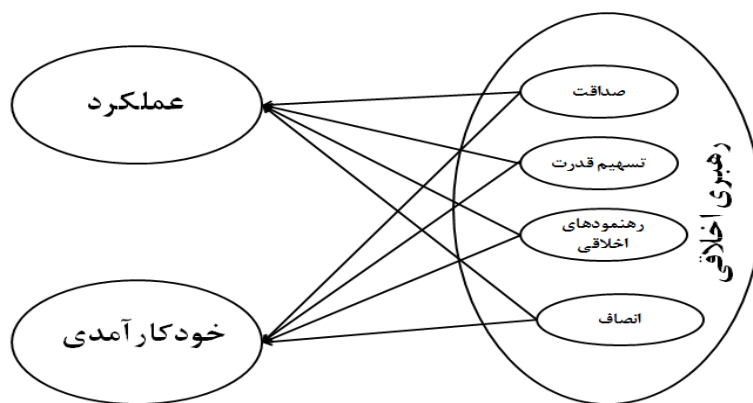 صداقت
تسهیم قدرت
رهنمودهای
اخلاقی
انصاف
رهبری اخلاقی
عملکرد
خودکارآمدی